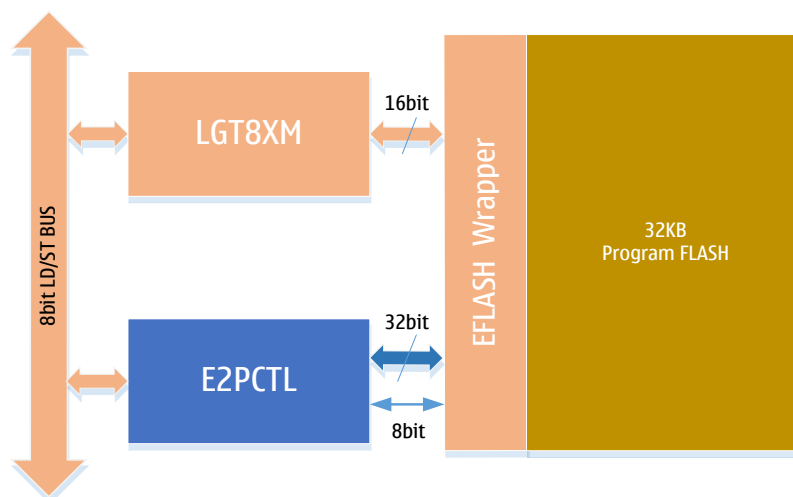 8bit LD/ST BUS
LGT8XM
16bit
EFLASH Wrapper
32KB
Program FLASH
E2PCTL
32bit
8bit